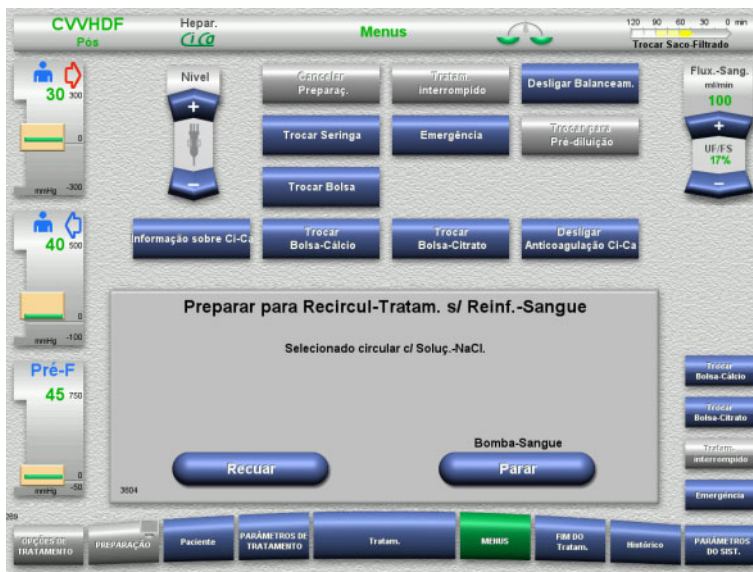 CVVHDF
Pós
Hepar.
CiCa
Menus
120 90 60 30 0 min
Trocar Saco-Filtrado
30 300
0
mmHg -300
40 500
0
mmHg -100
Pré-F
45 750
0
mmHg -50
Nível
+
−
Cancelar
Preparaç.
Tratam.
interrompido
Desligar Balanceam.
Trocar Seringa
Emergência
Trocar para
Pré-diluição
Trocar Bolsa
Informação sobre Ci-Ca
Trocar
Bolsa-Cálcio
Trocar
Bolsa-Citrato
Desligar
Anticoagulação Ci-Ca
Flux.-Sang.
ml/min
100
+
UF/FS
17%
−
Preparar para Recircul-Tratam. s/ Reinf.-Sangue
Selecionado circular c/ Soluç.-NaCl.
Bomba-Sangue
Recuar
Parar
3604
Trocar
Bolsa-Cálcio
Trocar
Bolsa-Citrato
Tratam.
interrompido
Emergência
269
OPÇÕES DE
TRATAMENTO
PREPARAÇÃO
Paciente
PARÂMETROS DE
TRATAMENTO
Tratam.
MENUS
FIM DO
Tratam.
Histórico
PARÂMETROS
DO SIST.